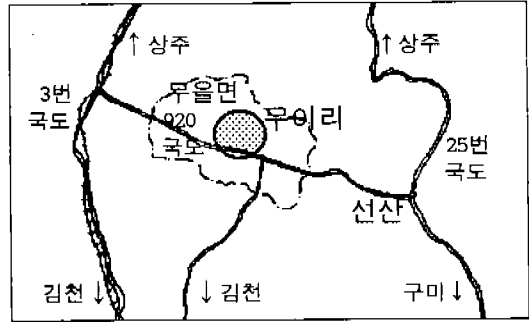 ↑ 상주
↑ 상주
3번
국도
무을면
920
국도
무이리
25번
국도
선산
김천 ↓
↓ 김천
구미 ↓